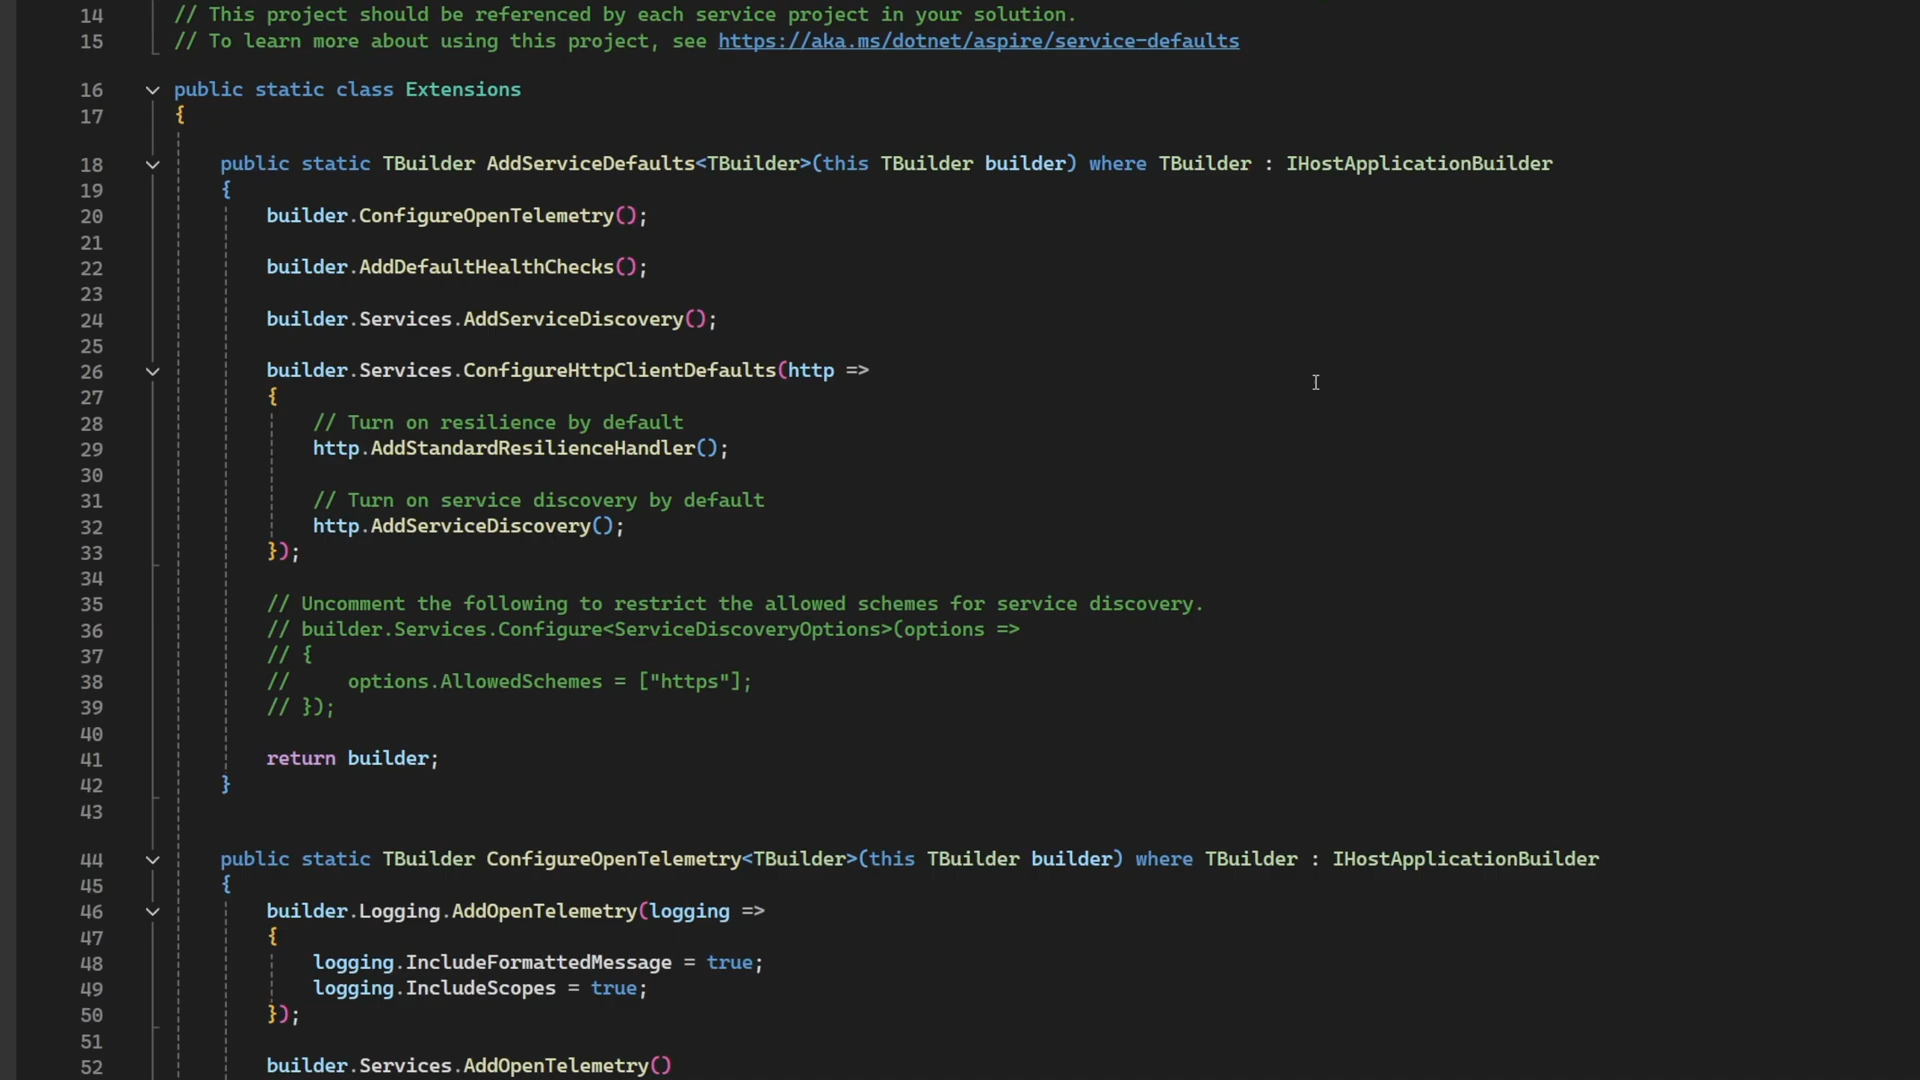 14 // This project should be referenced by each service project in your solution.
15 // To learn more about using this project, see https://aka.ms/dotnet/aspire/service-defaults
16 public static class Extensions
17 {
18 public static TBuilder AddServiceDefaults<TBuilder>(this TBuilder builder) where TBuilder : IHostApplicationBuilder
19 {
20 builder.ConfigureOpenTelemetry();
21
22 builder.AddDefaultHealthChecks();
23
24 builder.Services.AddServiceDiscovery();
25
26 builder.Services.ConfigureHttpClientDefaults(http =>
27 {
28 // Turn on resilience by default
29 http.AddStandardResilienceHandler();
30
31 // Turn on service discovery by default
32 http.AddServiceDiscovery();
33 });
34
35 // Uncomment the following to restrict the allowed schemes for service discovery.
36 // builder.Services.Configure<ServiceDiscoveryOptions>(options =>
37 // {
38 // options.AllowedSchemes = ["https"];
39 // });
40
41 return builder;
42 }
43
44 public static TBuilder ConfigureOpenTelemetry<TBuilder>(this TBuilder builder) where TBuilder : IHostApplicationBuilder
45 {
46 builder.Logging.AddOpenTelemetry(logging =>
47 {
48 logging.IncludeFormattedMessage = true;
49 logging.IncludeScopes = true;
50 });
51
52 builder.Services.AddOpenTelemetry()